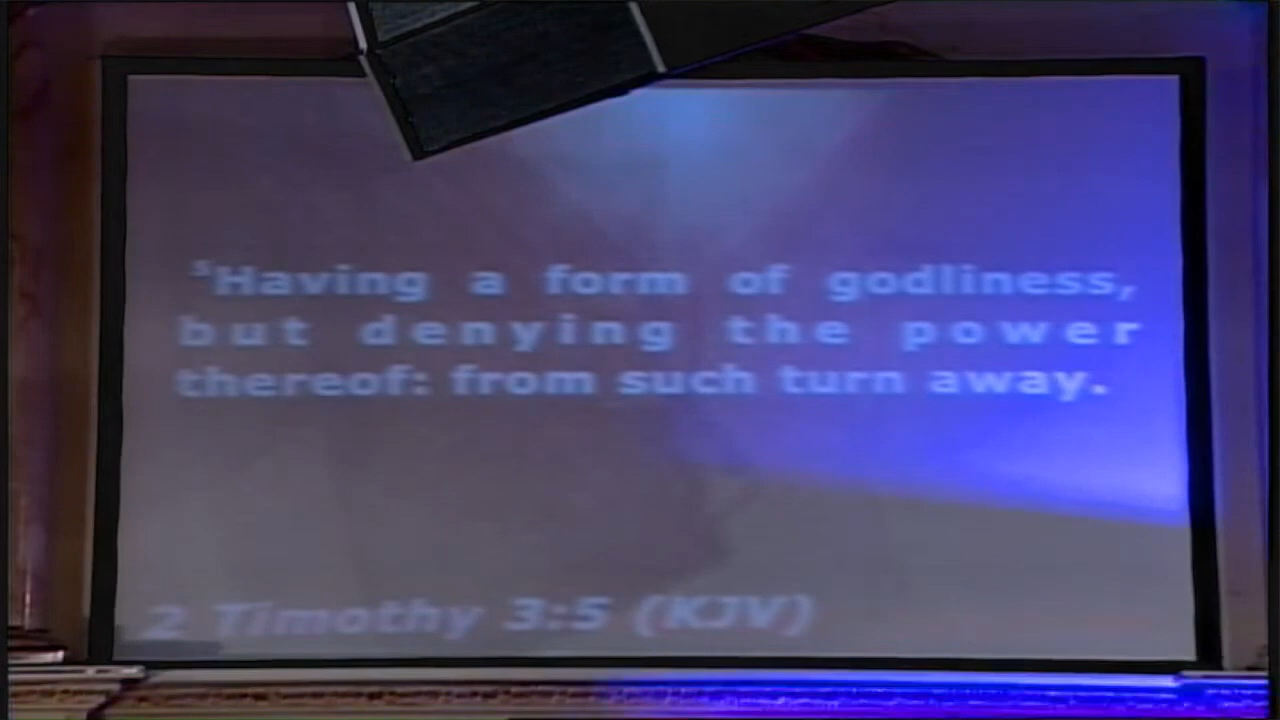 ⁵Having a form of godliness,
but denying the power
thereof: from such turn away.
2 Timothy 3:5 (KJV)